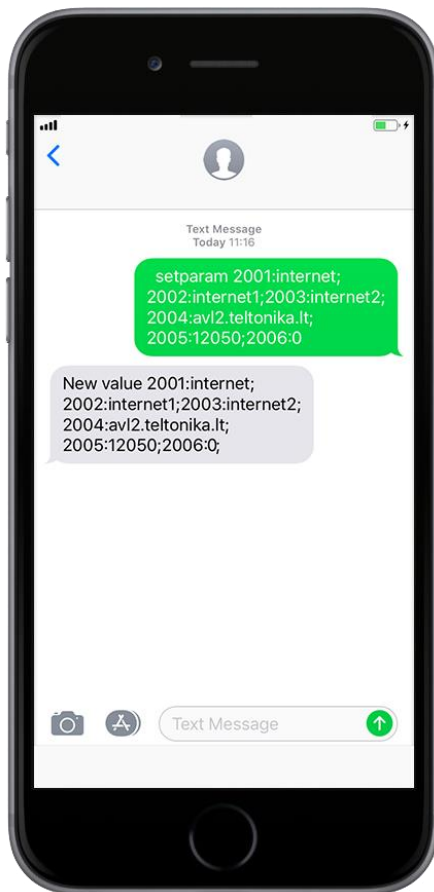 Text Message
Today 11:16
setparam 2001:internet;
2002:internet1;2003:internet2;
2004:avl2.teltonika.lt;
2005:12050;2006:0
New value 2001:internet;
2002:internet1;2003:internet2;
2004:avl2.teltonika.lt;
2005:12050;2006:0;
Text Message